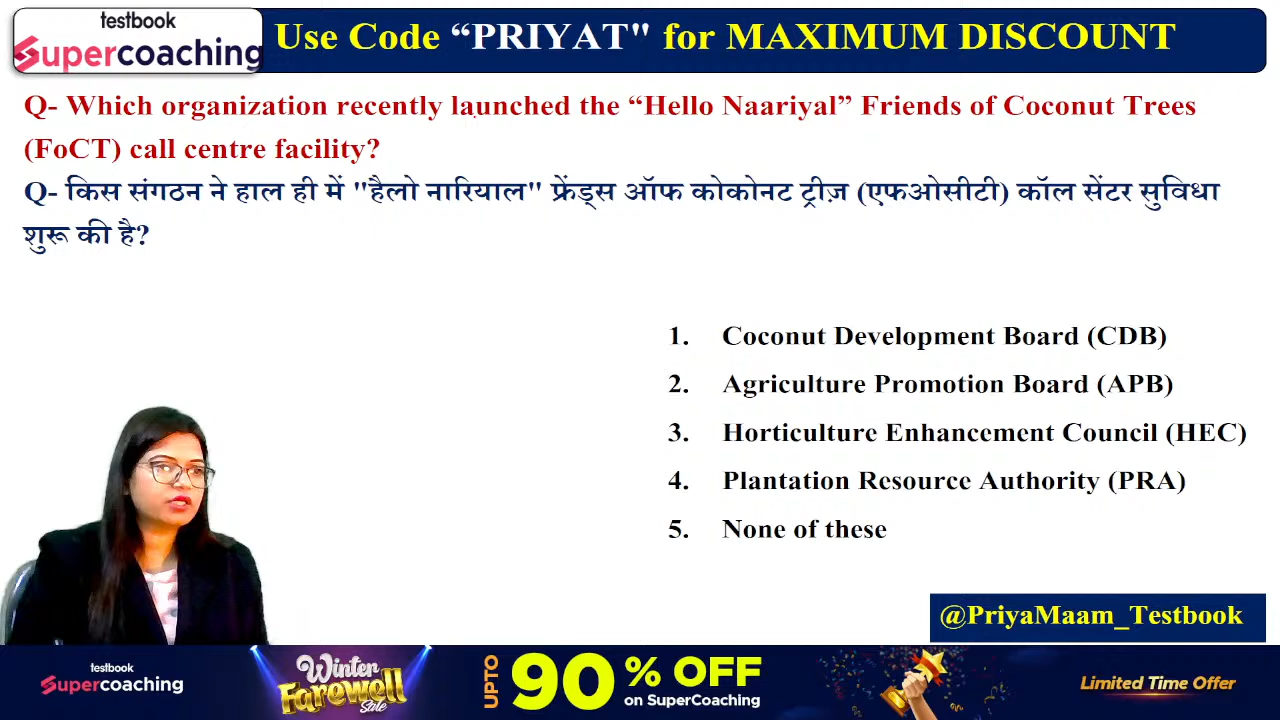 testbook
Supercoaching
Use Code “PRIYAT" for MAXIMUM DISCOUNT
Q- Which organization recently launched the “Hello Naariyal” Friends of Coconut Trees
(FoCT) call centre facility?
Q- किस संगठन ने हाल ही में "हैलो नारियाल" फ्रेंड्स ऑफ कोकोनट ट्रीज़ (एफओसीटी) कॉल सेंटर सुविधा
शुरू की है?
1. Coconut Development Board (CDB)
2. Agriculture Promotion Board (APB)
3. Horticulture Enhancement Council (HEC)
4. Plantation Resource Authority (PRA)
5. None of these
@PriyaMaam_Testbook
testbook
Supercoaching
Winter
Farewell
Sale
UPTO
90% OFF
on SuperCoaching
Limited Time Offer